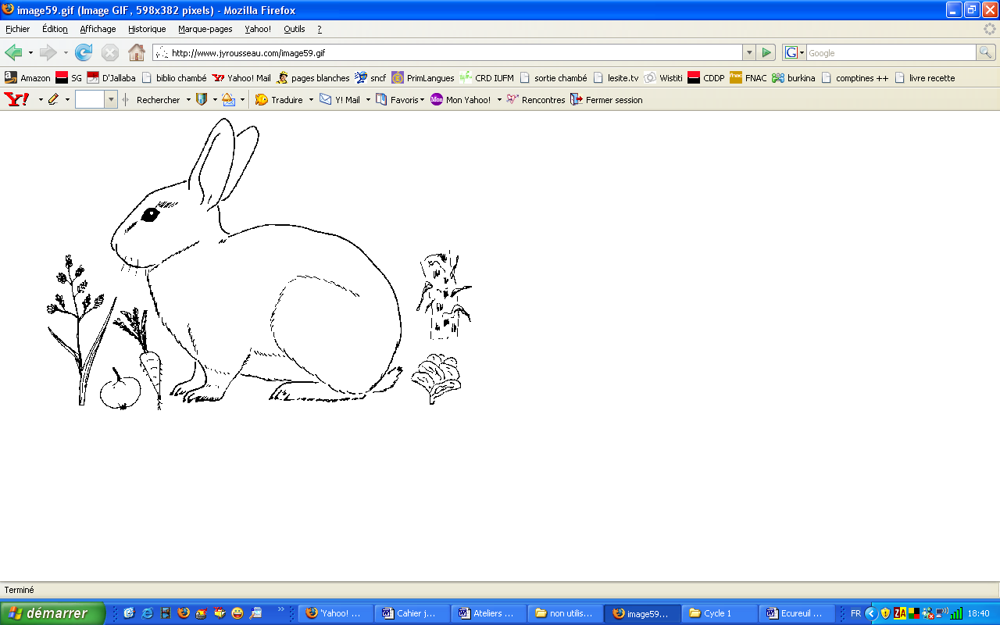 image59.gif (Image GIF, 598x382 pixels) - Mozilla Firefox
Fichier Édition Affichage Historique Marque-pages Yahoo! Outils ?
http://www.jyrousseau.com/image59.gif G Google
Amazon SG D'Jallaba biblio chambé Yahoo! Mail pages blanches sncf PrimLangues CRD IUFM sortie chambé lesite.tv Wistiti CDDP FNAC burkina comptines ++ livre recette
Y! Rechercher Traduire Y! Mail Favoris Mon Yahoo! Rencontres Fermer session
Terminé
démarrer 'Yahoo! ... Cahier j... Ateliers ... non utilis... image59... Cycle 1 Ecureuil ... FR ZA 18:40